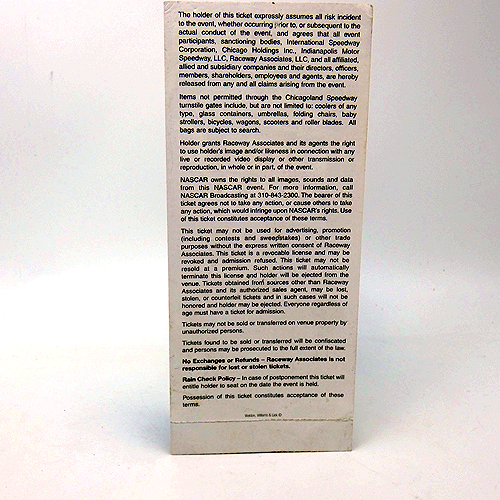 The holder of this ticket expressly assumes all risk incident
to the event, whether occurring prior to, or subsequent to the
actual conduct of the event, and agrees that all event
participants, sanctioning bodies, International Speedway
Corporation, Chicago Holdings Inc., Indianapolis Motor
Speedway, LLC, Raceway Associates, LLC, and all affiliated,
allied and subsidiary companies and their directors, officers,
members, shareholders, employees and agents, are hereby
released from any and all claims arising from the event.
Items not permitted through the Chicagoland Speedway
turnstile gates include, but are not limited to: coolers of any
type, glass containers, umbrellas, folding chairs, baby
strollers, bicycles, wagons, scooters and roller blades. All
bags are subject to search.
Holder grants Raceway Associates and its agents the right
to use holder's image and/or likeness in connection with any
live or recorded video display or other transmission or
reproduction, in whole or in part, of the event.
NASCAR owns the rights to all images, sounds and data
from this NASCAR event. For more information, call
NASCAR Broadcasting at 310-843-2300. The bearer of this
ticket agrees not to take any action, or cause others to take
any action, which would infringe upon NASCAR's rights. Use
of this ticket constitutes acceptance of these terms.
This ticket may not be used for advertising, promotion
(including contests and sweepstakes) or other trade
purposes without the express written consent of Raceway
Associates. This ticket is a revocable license and may be
revoked and admission refused. This ticket may not be
resold at a premium. Such actions will automatically
terminate this license and holder will be ejected from the
venue. Tickets obtained from sources other than Raceway
Associates and its authorized sales agent, may be lost,
stolen, or counterfeit tickets and in such cases will not be
honored and holder may be ejected. Everyone regardless of
age must have a ticket for admission.
Tickets may not be sold or transferred on venue property by
unauthorized persons.
Tickets found to be sold or transferred will be confiscated
and persons may be prosecuted to the full extent of the law.
No Exchanges or Refunds – Raceway Associates is not
responsible for lost or stolen tickets.
Rain Check Policy – in case of postponement this ticket will
entitle holder to seat on the date the event is held.
Possession of this ticket constitutes acceptance of these
terms.
Weldon, Williams & Lick ©